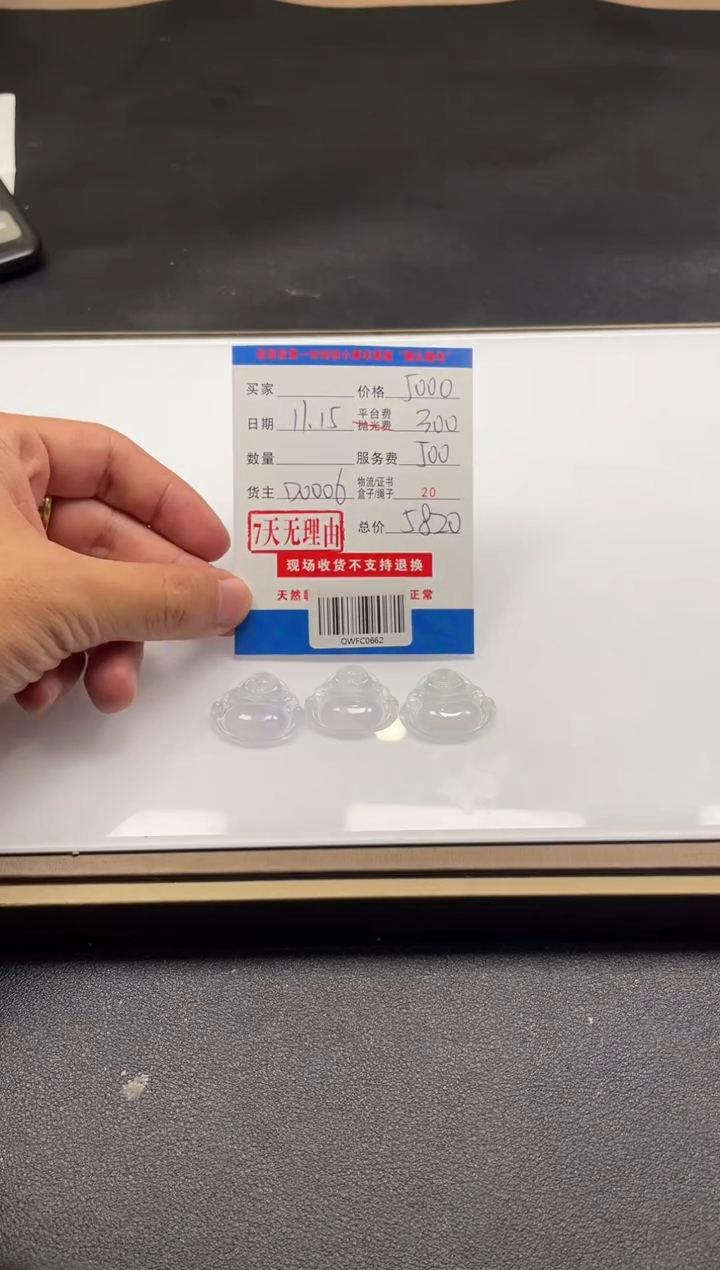 买家 价格 5000
日期 11.15 平台费 抛光费 300
数量 服务费 500
货主 D0006 物流/证书 盒子/绳子 20
7天无理由 总价 5820
现场收货不支持退换
天然 正常
QWFC0662